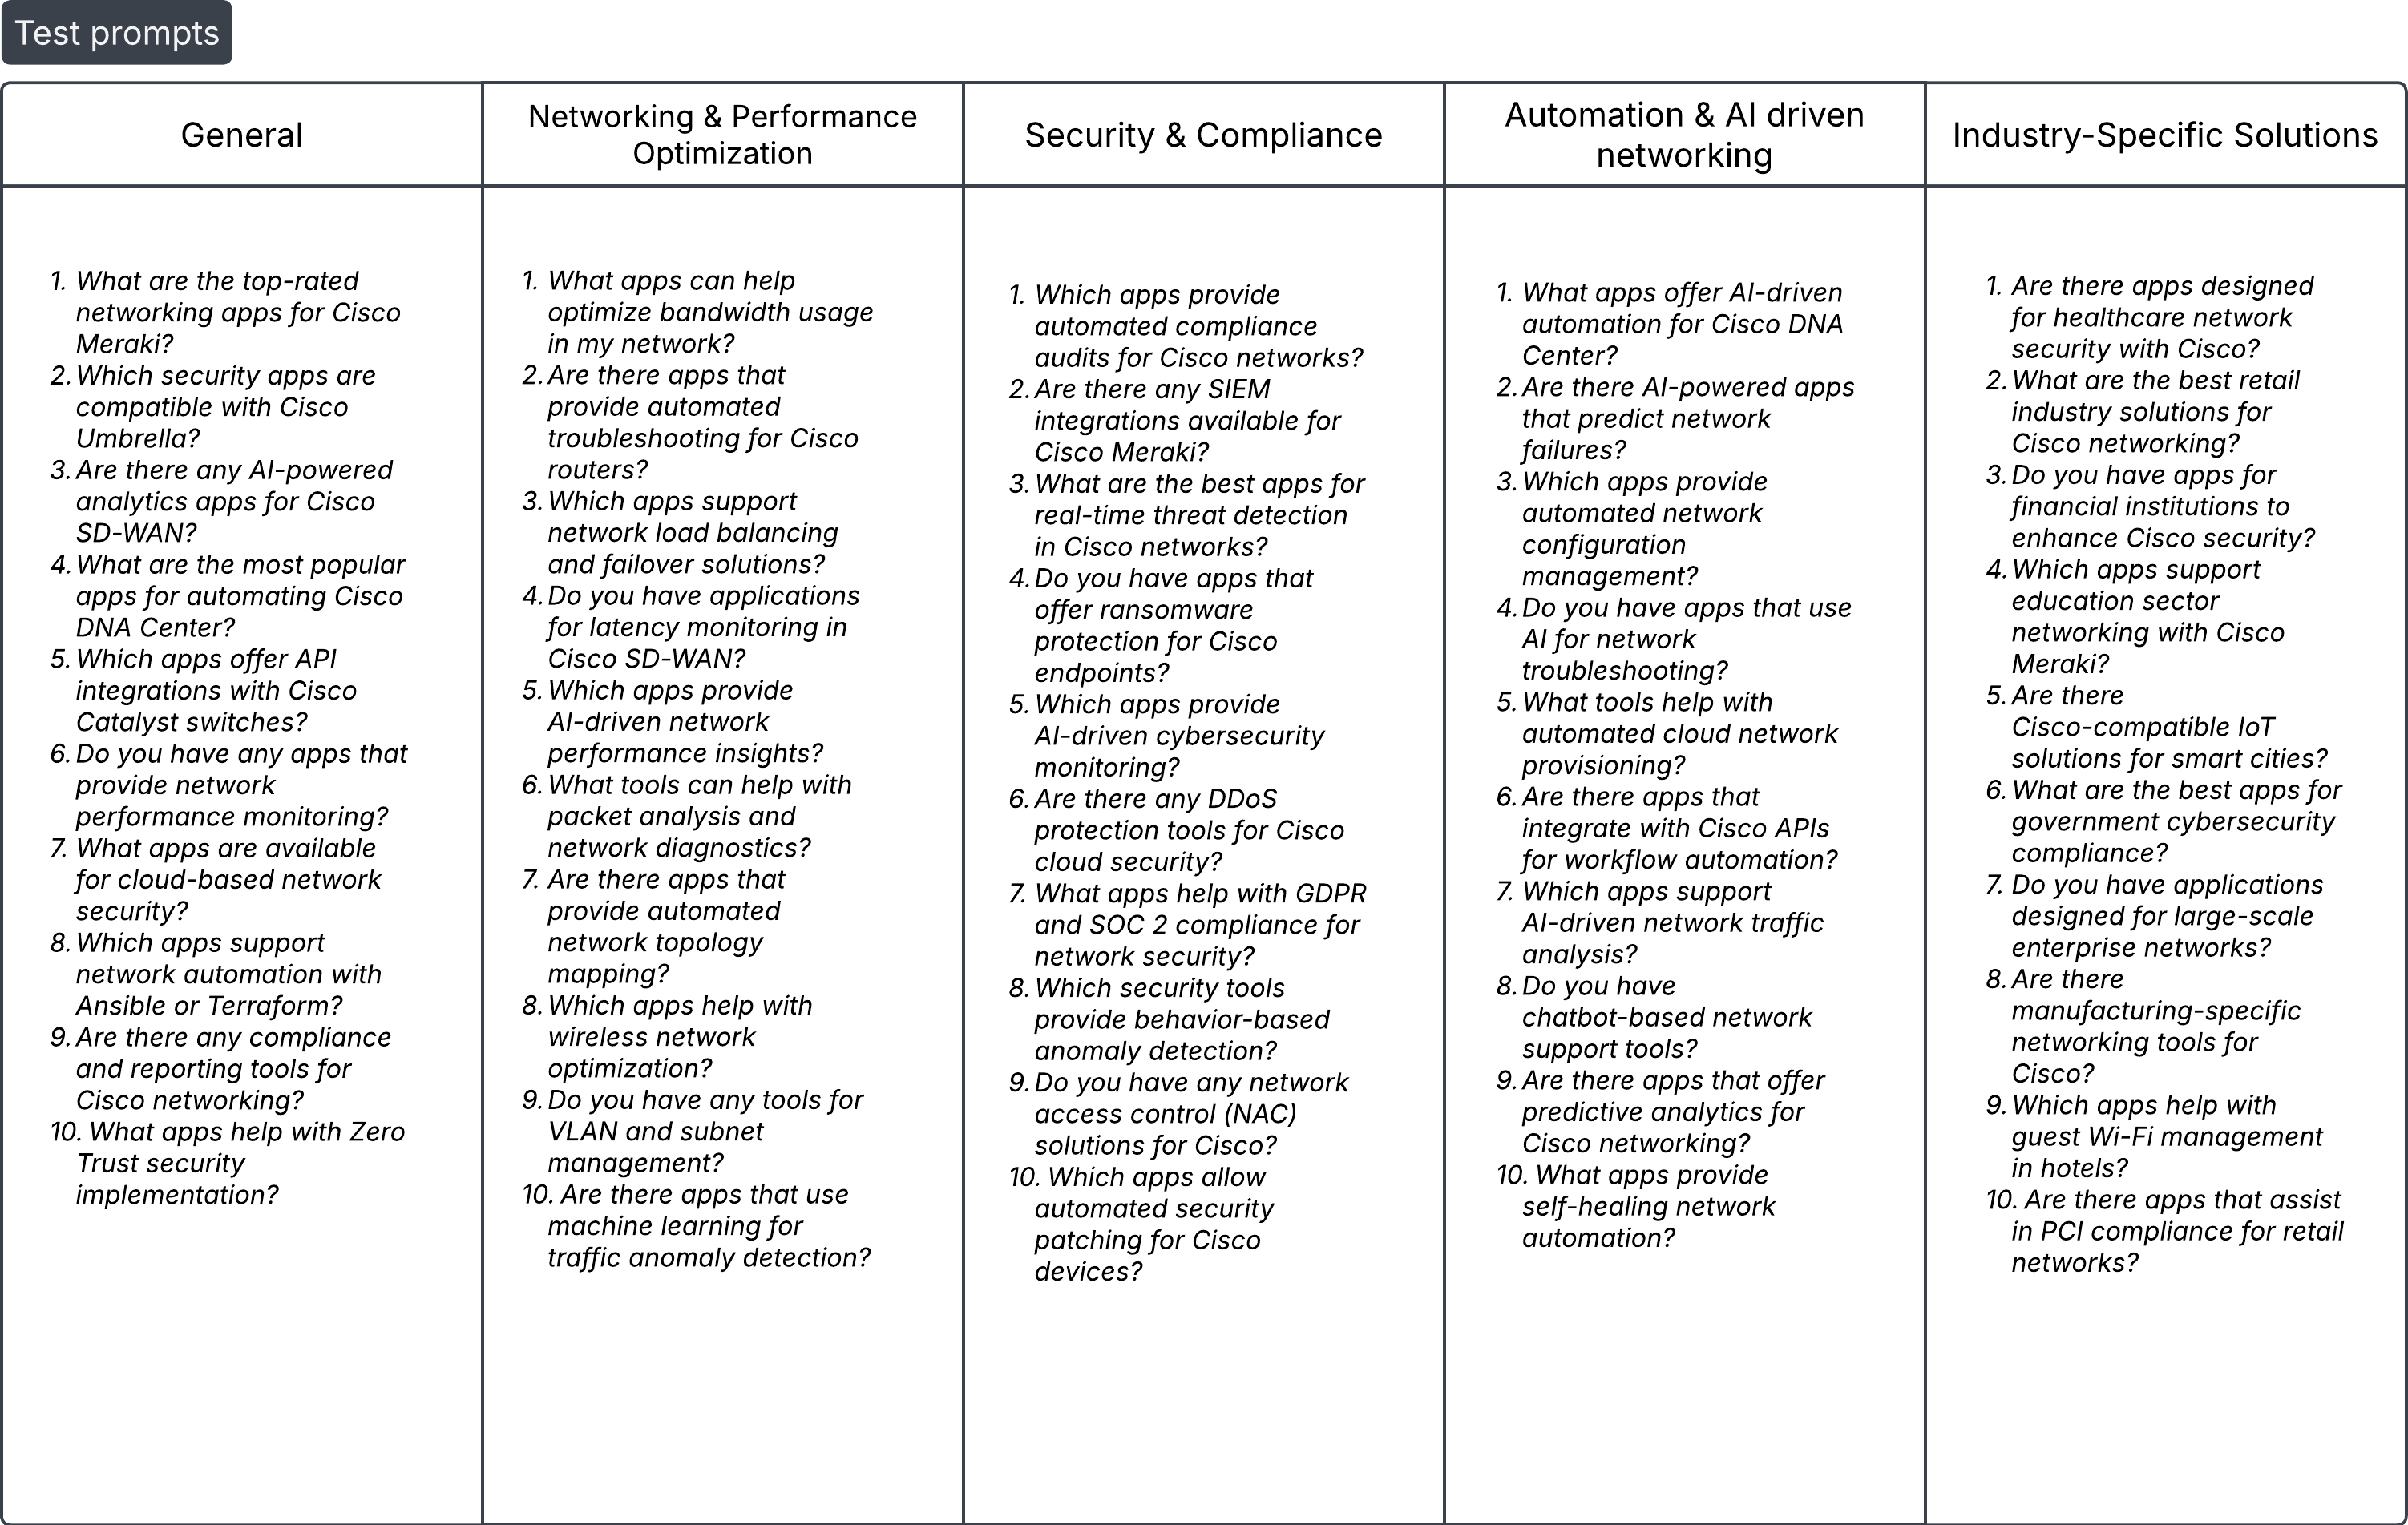 Test prompts
General
1. What are the top-rated
networking apps for Cisco
Meraki?
2. Which security apps are
compatible with Cisco
Umbrella?
3. Are there any AI-powered
analytics apps for Cisco
SD-WAN?
4. What are the most popular
apps for automating Cisco
DNA Center?
5. Which apps offer API
integrations with Cisco
Catalyst switches?
6. Do you have any apps that
provide network
performance monitoring?
7. What apps are available
for cloud-based network
security?
8. Which apps support
network automation with
Ansible or Terraform?
9. Are there any compliance
and reporting tools for
Cisco networking?
10. What apps help with Zero
Trust security
implementation?
Networking & Performance
Optimization
1. What apps can help
optimize bandwidth usage
in my network?
2. Are there apps that
provide automated
troubleshooting for Cisco
routers?
3. Which apps support
network load balancing
and failover solutions?
4. Do you have applications
for latency monitoring in
Cisco SD-WAN?
5. Which apps provide
AI-driven network
performance insights?
6. What tools can help with
packet analysis and
network diagnostics?
7. Are there apps that
provide automated
network topology
mapping?
8. Which apps help with
wireless network
optimization?
9. Do you have any tools for
VLAN and subnet
management?
10. Are there apps that use
machine learning for
traffic anomaly detection?
Security & Compliance
1. Which apps provide
automated compliance
audits for Cisco networks?
2. Are there any SIEM
integrations available for
Cisco Meraki?
3. What are the best apps for
real-time threat detection
in Cisco networks?
4. Do you have apps that
offer ransomware
protection for Cisco
endpoints?
5. Which apps provide
AI-driven cybersecurity
monitoring?
6. Are there any DDoS
protection tools for Cisco
cloud security?
7. What apps help with GDPR
and SOC 2 compliance for
network security?
8. Which security tools
provide behavior-based
anomaly detection?
9. Do you have any network
access control (NAC)
solutions for Cisco?
10. Which apps allow
automated security
patching for Cisco
devices?
Automation & AI driven
networking
1. What apps offer AI-driven
automation for Cisco DNA
Center?
2. Are there AI-powered apps
that predict network
failures?
3. Which apps provide
automated network
configuration
management?
4. Do you have apps that use
AI for network
troubleshooting?
5. What tools help with
automated cloud network
provisioning?
6. Are there apps that
integrate with Cisco APIs
for workflow automation?
7. Which apps support
AI-driven network traffic
analysis?
8. Do you have
chatbot-based network
support tools?
9. Are there apps that offer
predictive analytics for
Cisco networking?
10. What apps provide
self-healing network
automation?
Industry-Specific Solutions
1. Are there apps designed
for healthcare network
security with Cisco?
2. What are the best retail
industry solutions for
Cisco networking?
3. Do you have apps for
financial institutions to
enhance Cisco security?
4. Which apps support
education sector
networking with Cisco
Meraki?
5. Are there
Cisco-compatible IoT
solutions for smart cities?
6. What are the best apps for
government cybersecurity
compliance?
7. Do you have applications
designed for large-scale
enterprise networks?
8. Are there
manufacturing-specific
networking tools for
Cisco?
9. Which apps help with
guest Wi-Fi management
in hotels?
10. Are there apps that assist
in PCI compliance for retail
networks?